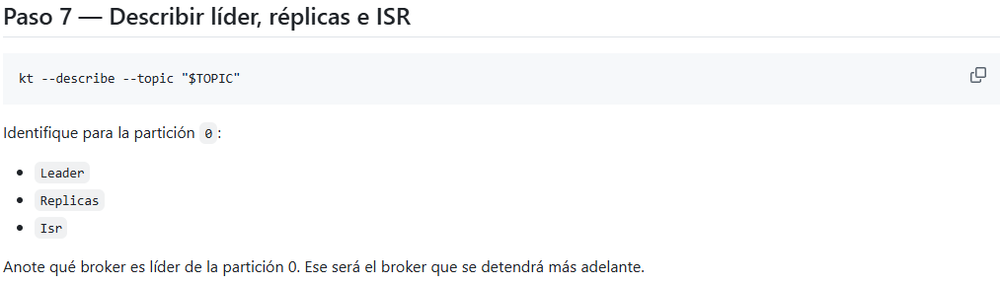 Paso 7 — Describir líder, réplicas e ISR
kt --describe --topic "$TOPIC"
Identifique para la partición 0:
• Leader
• Replicas
• Isr
Anote qué broker es líder de la partición 0. Ese será el broker que se detendrá más adelante.